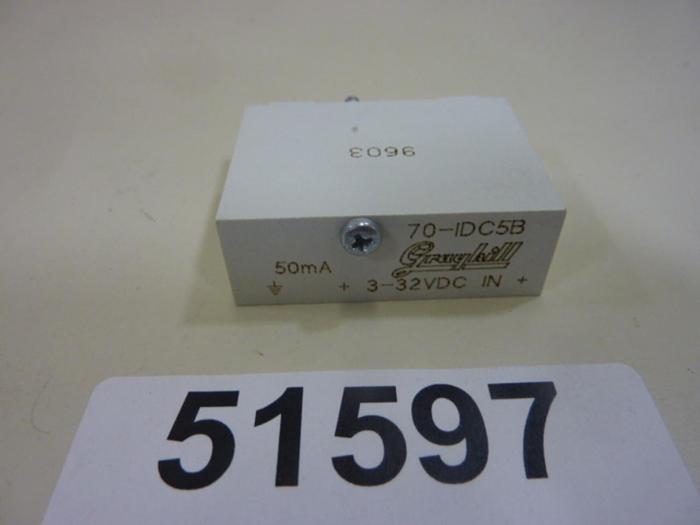 9603
70-IDC5B
Grayhill
50mA
+ 3-32VDC IN +
51597